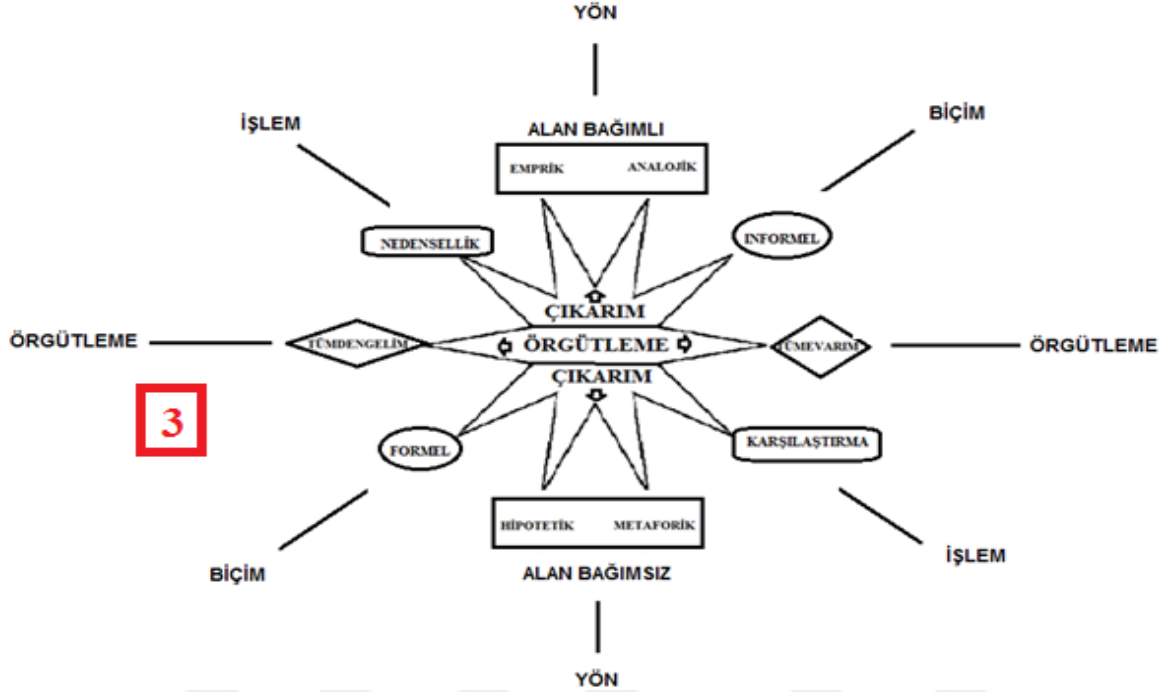 YÖN
İŞLEM
BİÇİM
ALAN BAĞIMLI
EMPRİK ANALOJİK
NEDENSELLİK
INFORMEL
ÇIKARIM
ÖRGÜTLEME
TÜMDENGELİM
ÖRGÜTLEME
TÜMEVARIM
ÖRGÜTLEME
ÇIKARIM
3
FORMEL
KARŞILAŞTIRMA
HİPOTETİK METAFORİK
BİÇİM
ALAN BAĞIMSIZ
İŞLEM
YÖN